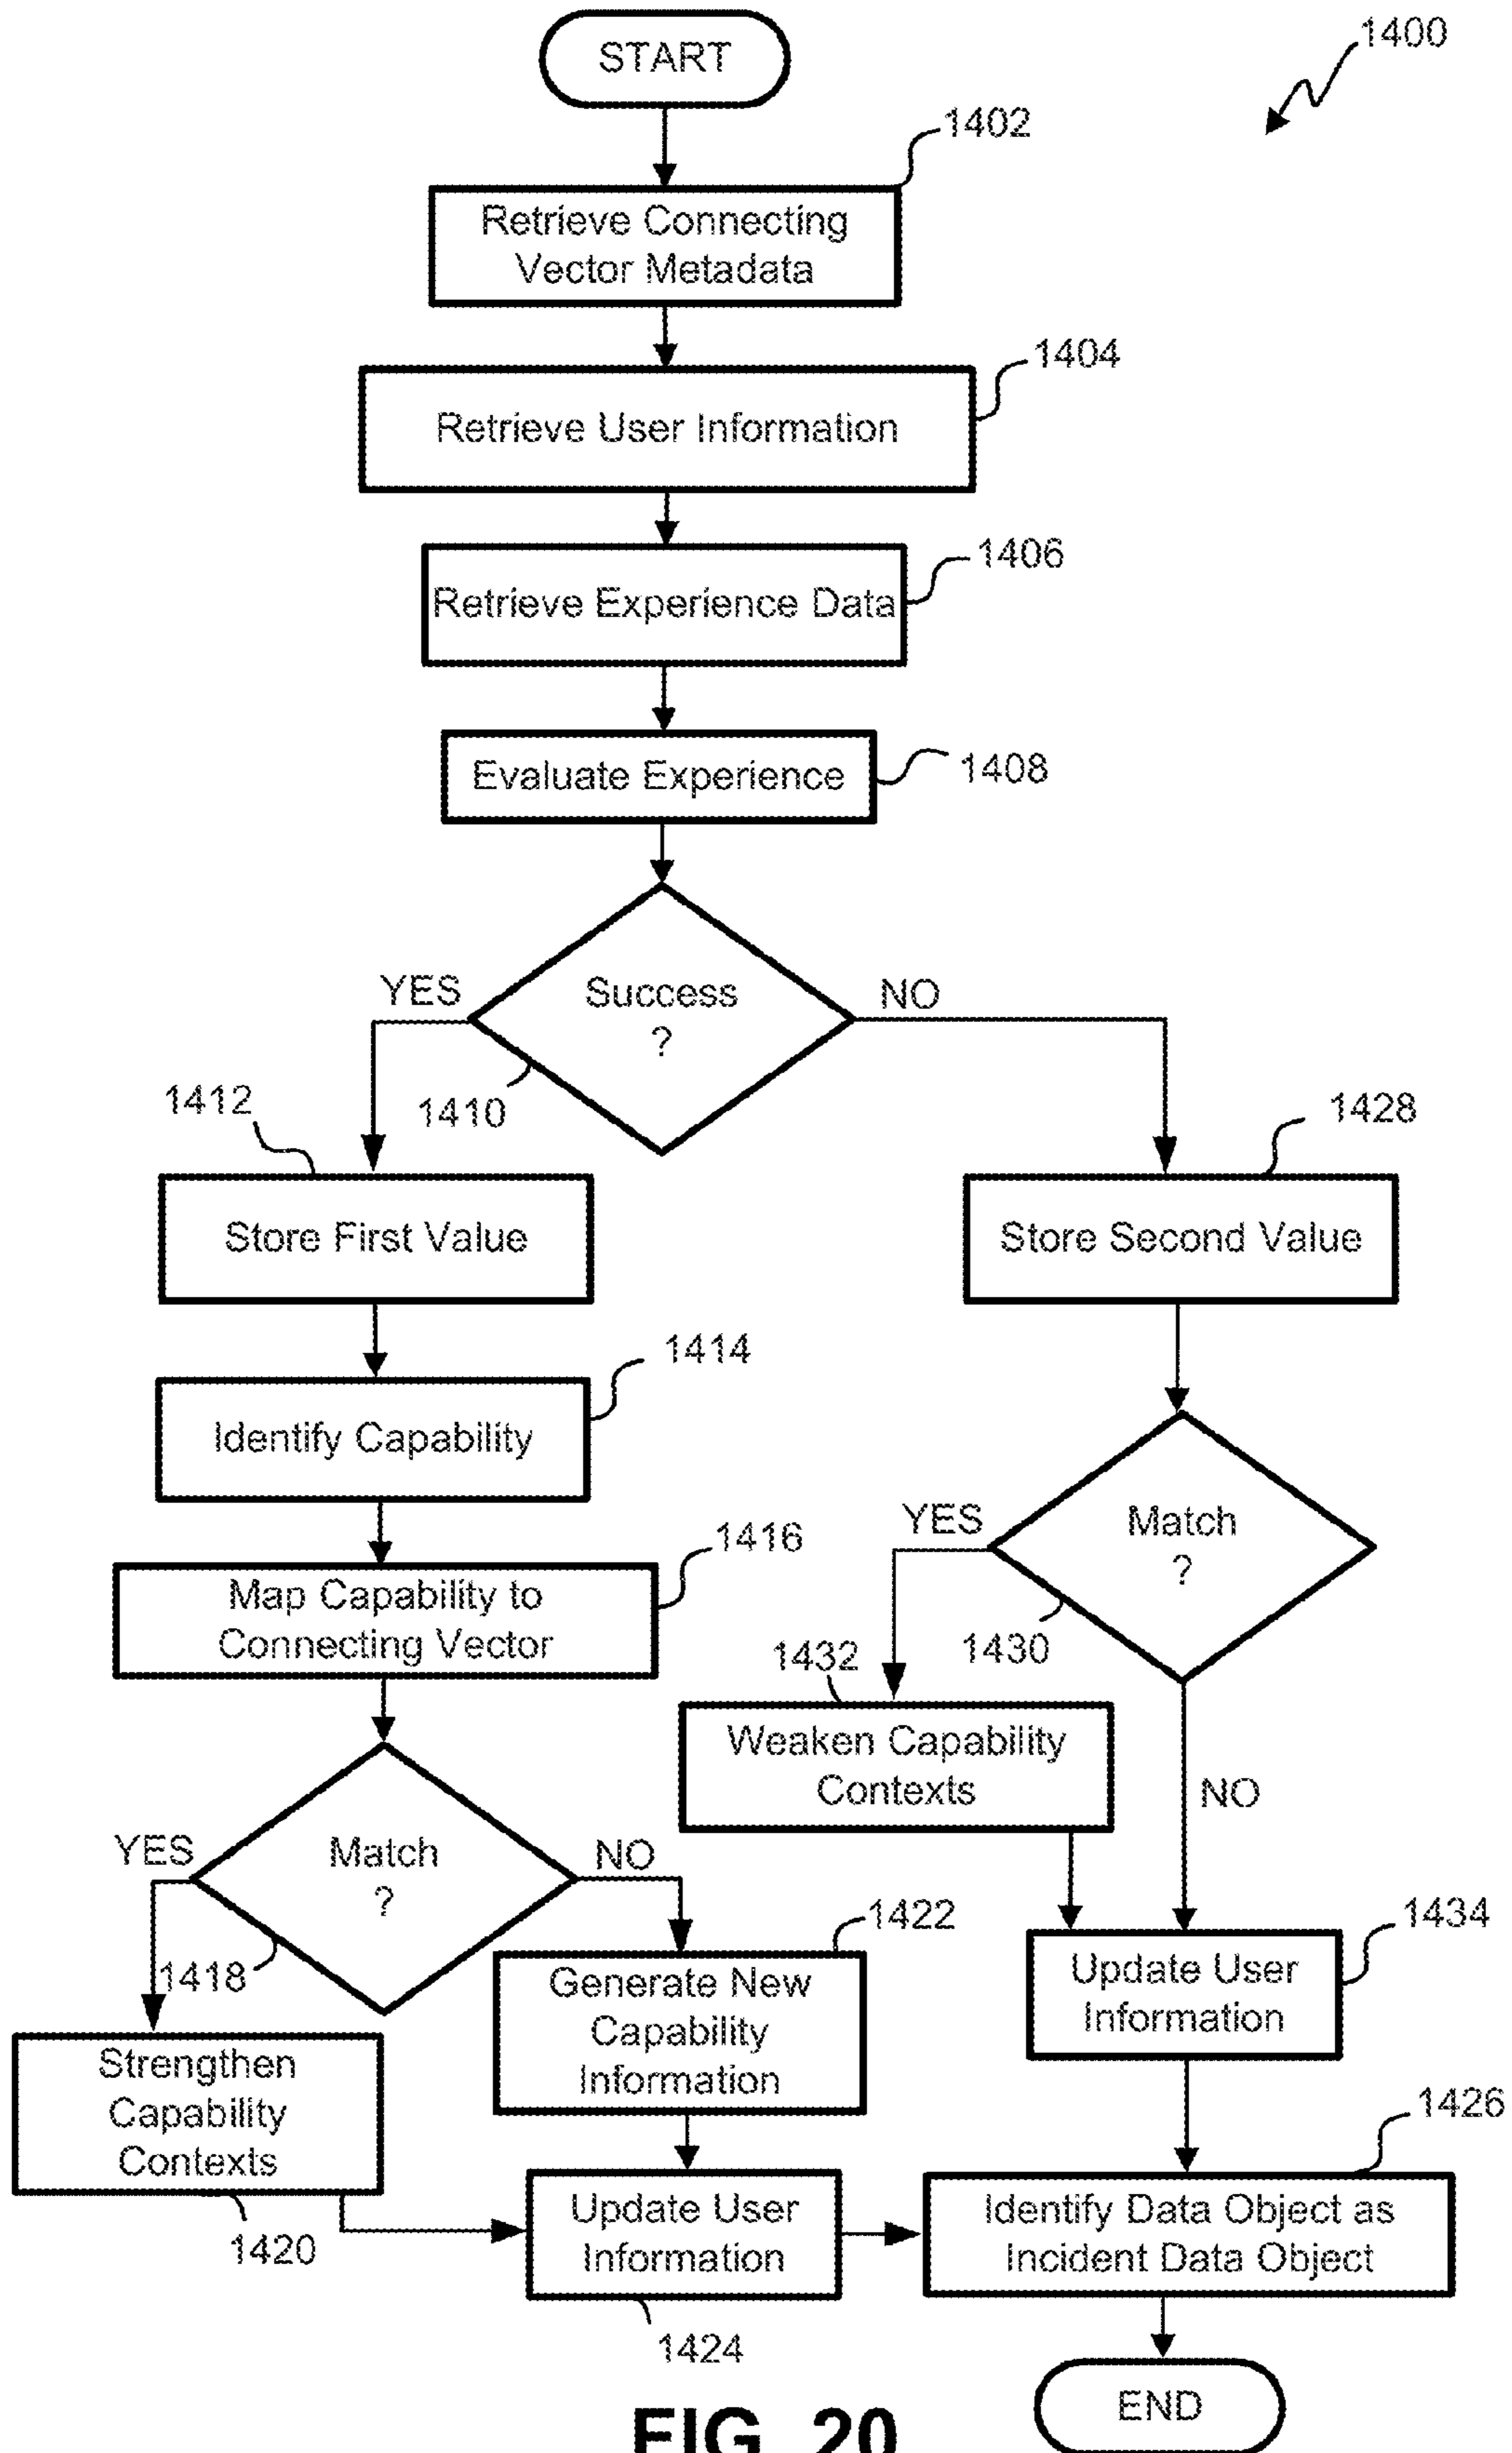 START
1400
1402
Retrieve Connecting
Vector Metadata
1404
Retrieve User Information
1406
Retrieve Experience Data
Evaluate Experience
1408
YES
Success
?
NO
1410
1412
1428
Store First Value
Store Second Value
1414
Identify Capability
YES
Match
?
1416
Map Capability to
Connecting Vector
1430
1432
Weaken Capability
Contexts
NO
YES
Match
?
NO
1418
1422
1434
Generate New
Capability
Information
Update User
Information
Strengthen
Capability
Contexts
1420
1426
Update User
Information
Identify Data Object as
Incident Data Object
1424
END
FIG. 20